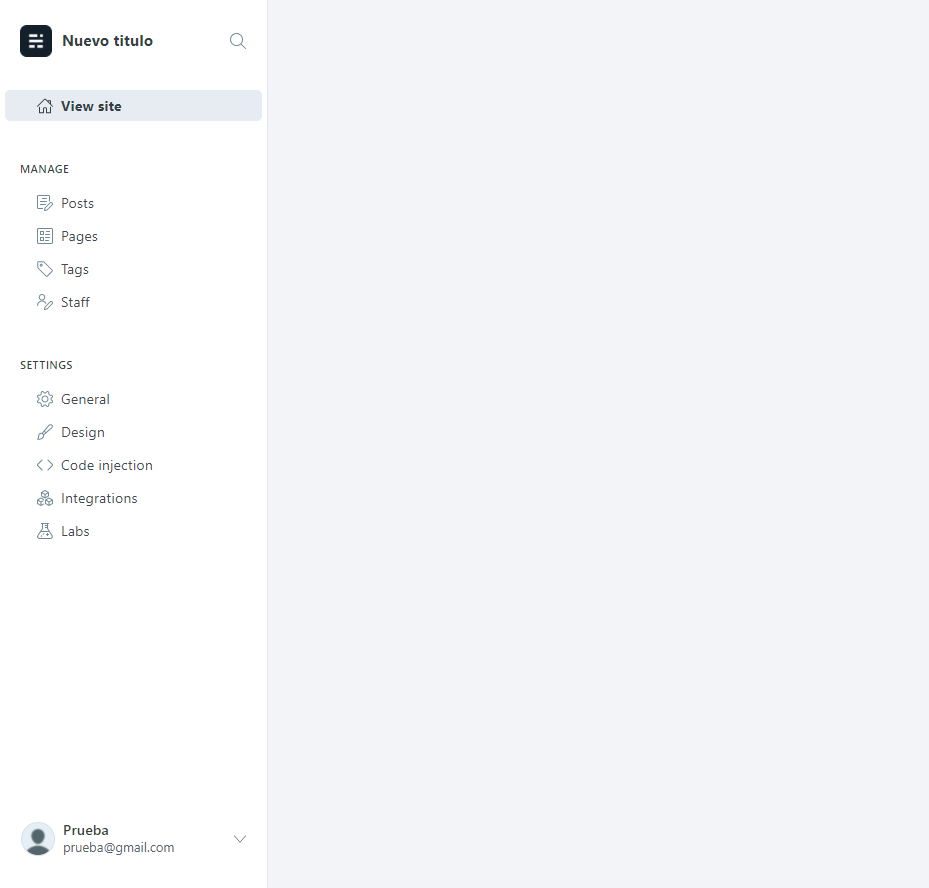 Nuevo titulo
View site
MANAGE
Posts
Pages
Tags
Staff
SETTINGS
General
Design
Code injection
Integrations
Labs
Prueba
prueba@gmail.com